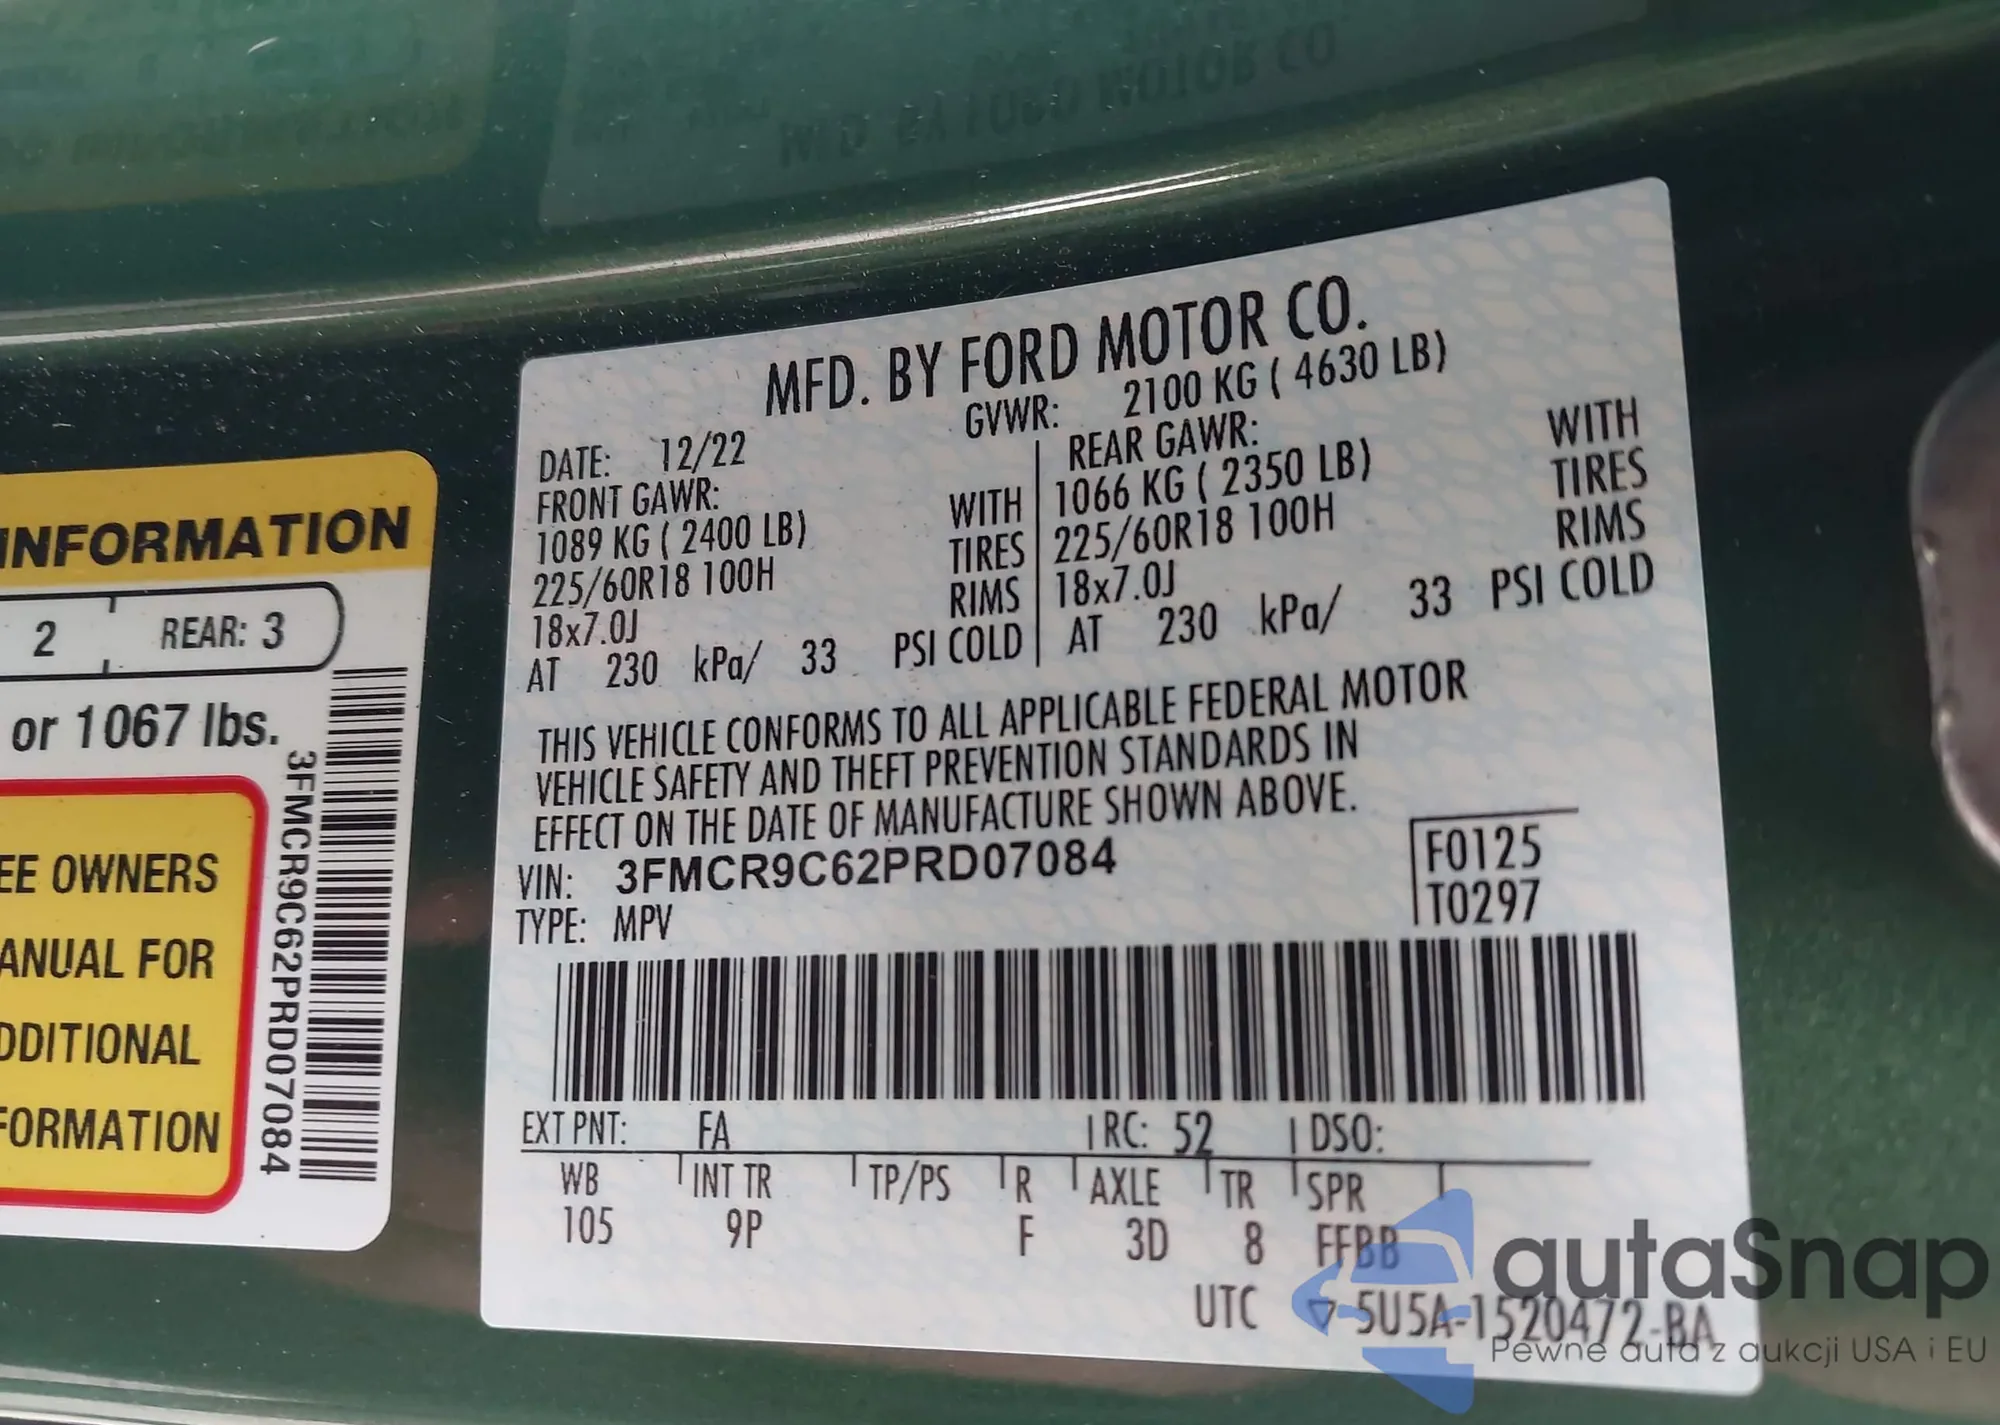 INFORMATION
2 REAR: 3
or 1067 lbs.
EE OWNERS
ANUAL FOR
DDITIONAL
FORMATION
3FMCR9C62PRD07084
MFD. BY FORD MOTOR CO.
DATE: 12/22 GVWR: 2100 KG ( 4630 LB)
FRONT GAWR: REAR GAWR:
1089 KG ( 2400 LB) WITH 1066 KG ( 2350 LB) WITH
225/60R18 100H TIRES 225/60R18 100H TIRES
18x7.0J RIMS 18x7.0J RIMS
AT 230 kPa/ 33 PSI COLD AT 230 kPa/ 33 PSI COLD
THIS VEHICLE CONFORMS TO ALL APPLICABLE FEDERAL MOTOR
VEHICLE SAFETY AND THEFT PREVENTION STANDARDS IN
EFFECT ON THE DATE OF MANUFACTURE SHOWN ABOVE.
VIN: 3FMCR9C62PRD07084
TYPE: MPV
F0125
T0297
EXT PNT: FA RC: 52 DSO:
WB INT TR TP/PS R AXLE TR SPR
105 9P F 3D 8 FFBB
UTC ▽-5U5A-1520472-BA
autaSnap
Pewne auta z aukcji USA i EU